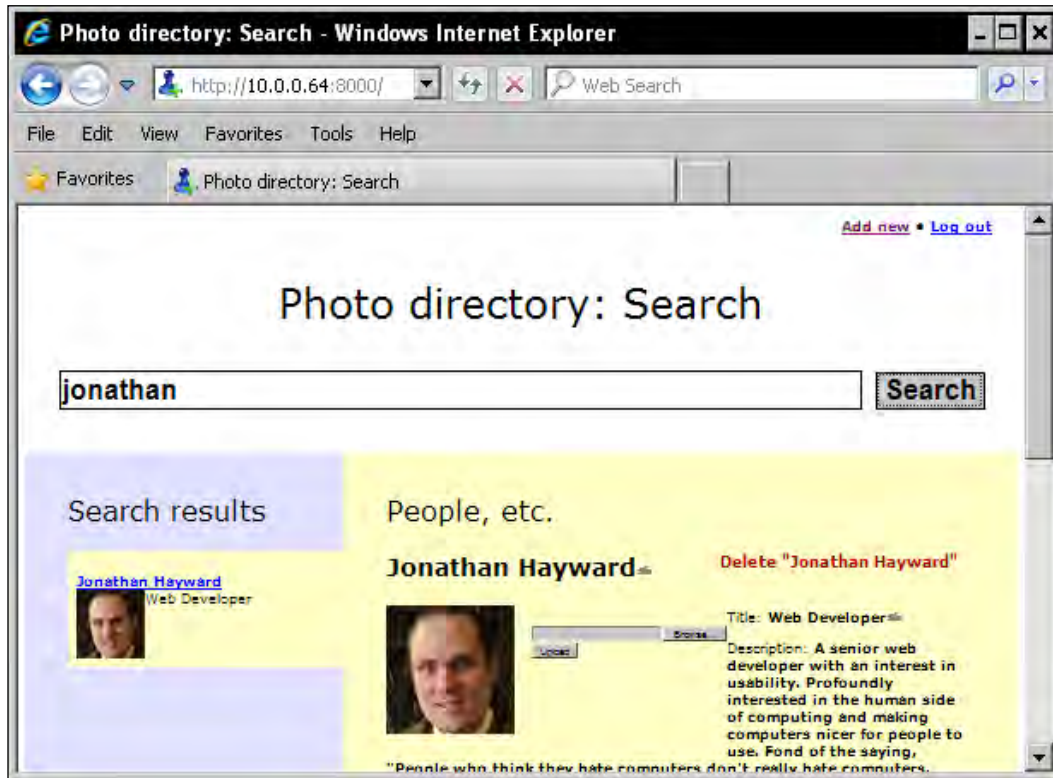 Photo directory: Search - Windows Internet Explorer
http://10.0.0.64:8000/
Web Search
File Edit View Favorites Tools Help
Favorites
Photo directory: Search
Add new • Log out
Photo directory: Search
jonathan
Search
Search results
Jonathan Hayward
Web Developer
People, etc.
Jonathan Hayward
Delete "Jonathan Hayward"
Browse...
Upload
Title: Web Developer
Description: A senior web
developer with an interest in
usability. Profoundly
interested in the human side
of computing and making
computers nicer for people to
use. Fond of the saying,
"People who think they hate computers don't really hate computers.